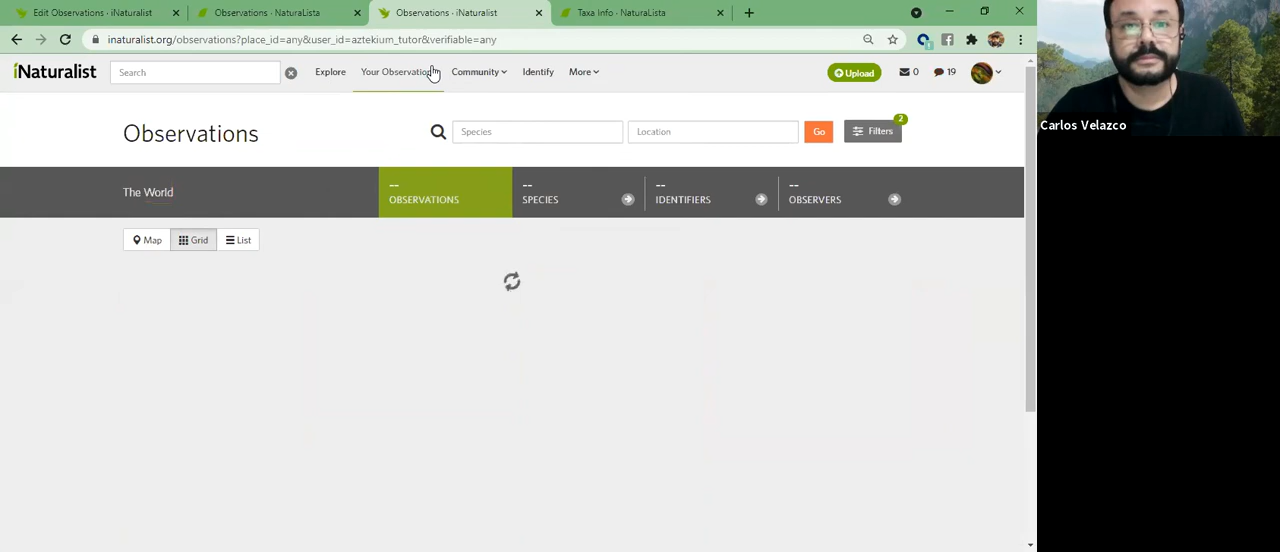 Edit Observations · iNaturalist
Observations · NaturaLista
Observations · iNaturalist
Taxa Info · NaturaLista
inaturalist.org/observations?place_id=any&user_id=aztekium_tutor&verifiable=any
iNaturalist
Search
Explore
Your Observation
Community
Identify
More
Upload
0
19
Observations
Species
Location
Go
Filters
2
The World
--
OBSERVATIONS
--
SPECIES
--
IDENTIFIERS
--
OBSERVERS
Map
Grid
List
Carlos Velazco